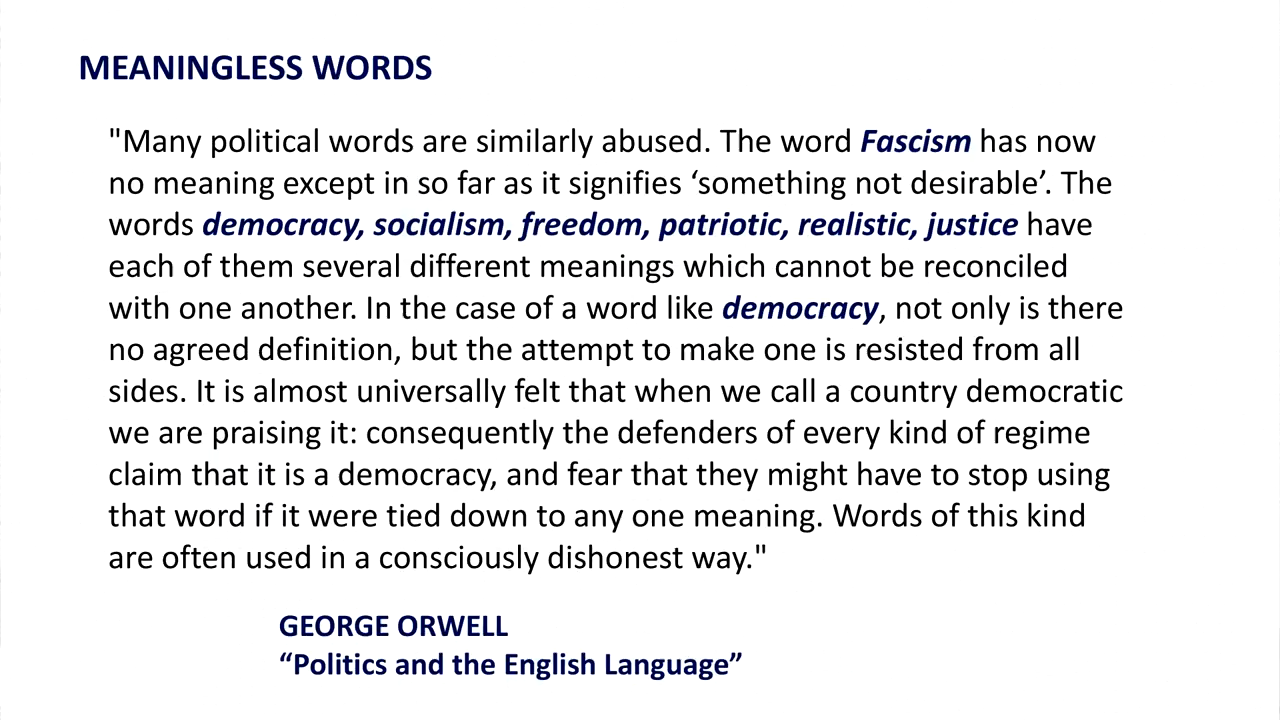 MEANINGLESS WORDS
"Many political words are similarly abused. The word Fascism has now
no meaning except in so far as it signifies ‘something not desirable’. The
words democracy, socialism, freedom, patriotic, realistic, justice have
each of them several different meanings which cannot be reconciled
with one another. In the case of a word like democracy, not only is there
no agreed definition, but the attempt to make one is resisted from all
sides. It is almost universally felt that when we call a country democratic
we are praising it: consequently the defenders of every kind of regime
claim that it is a democracy, and fear that they might have to stop using
that word if it were tied down to any one meaning. Words of this kind
are often used in a consciously dishonest way."
GEORGE ORWELL
“Politics and the English Language”